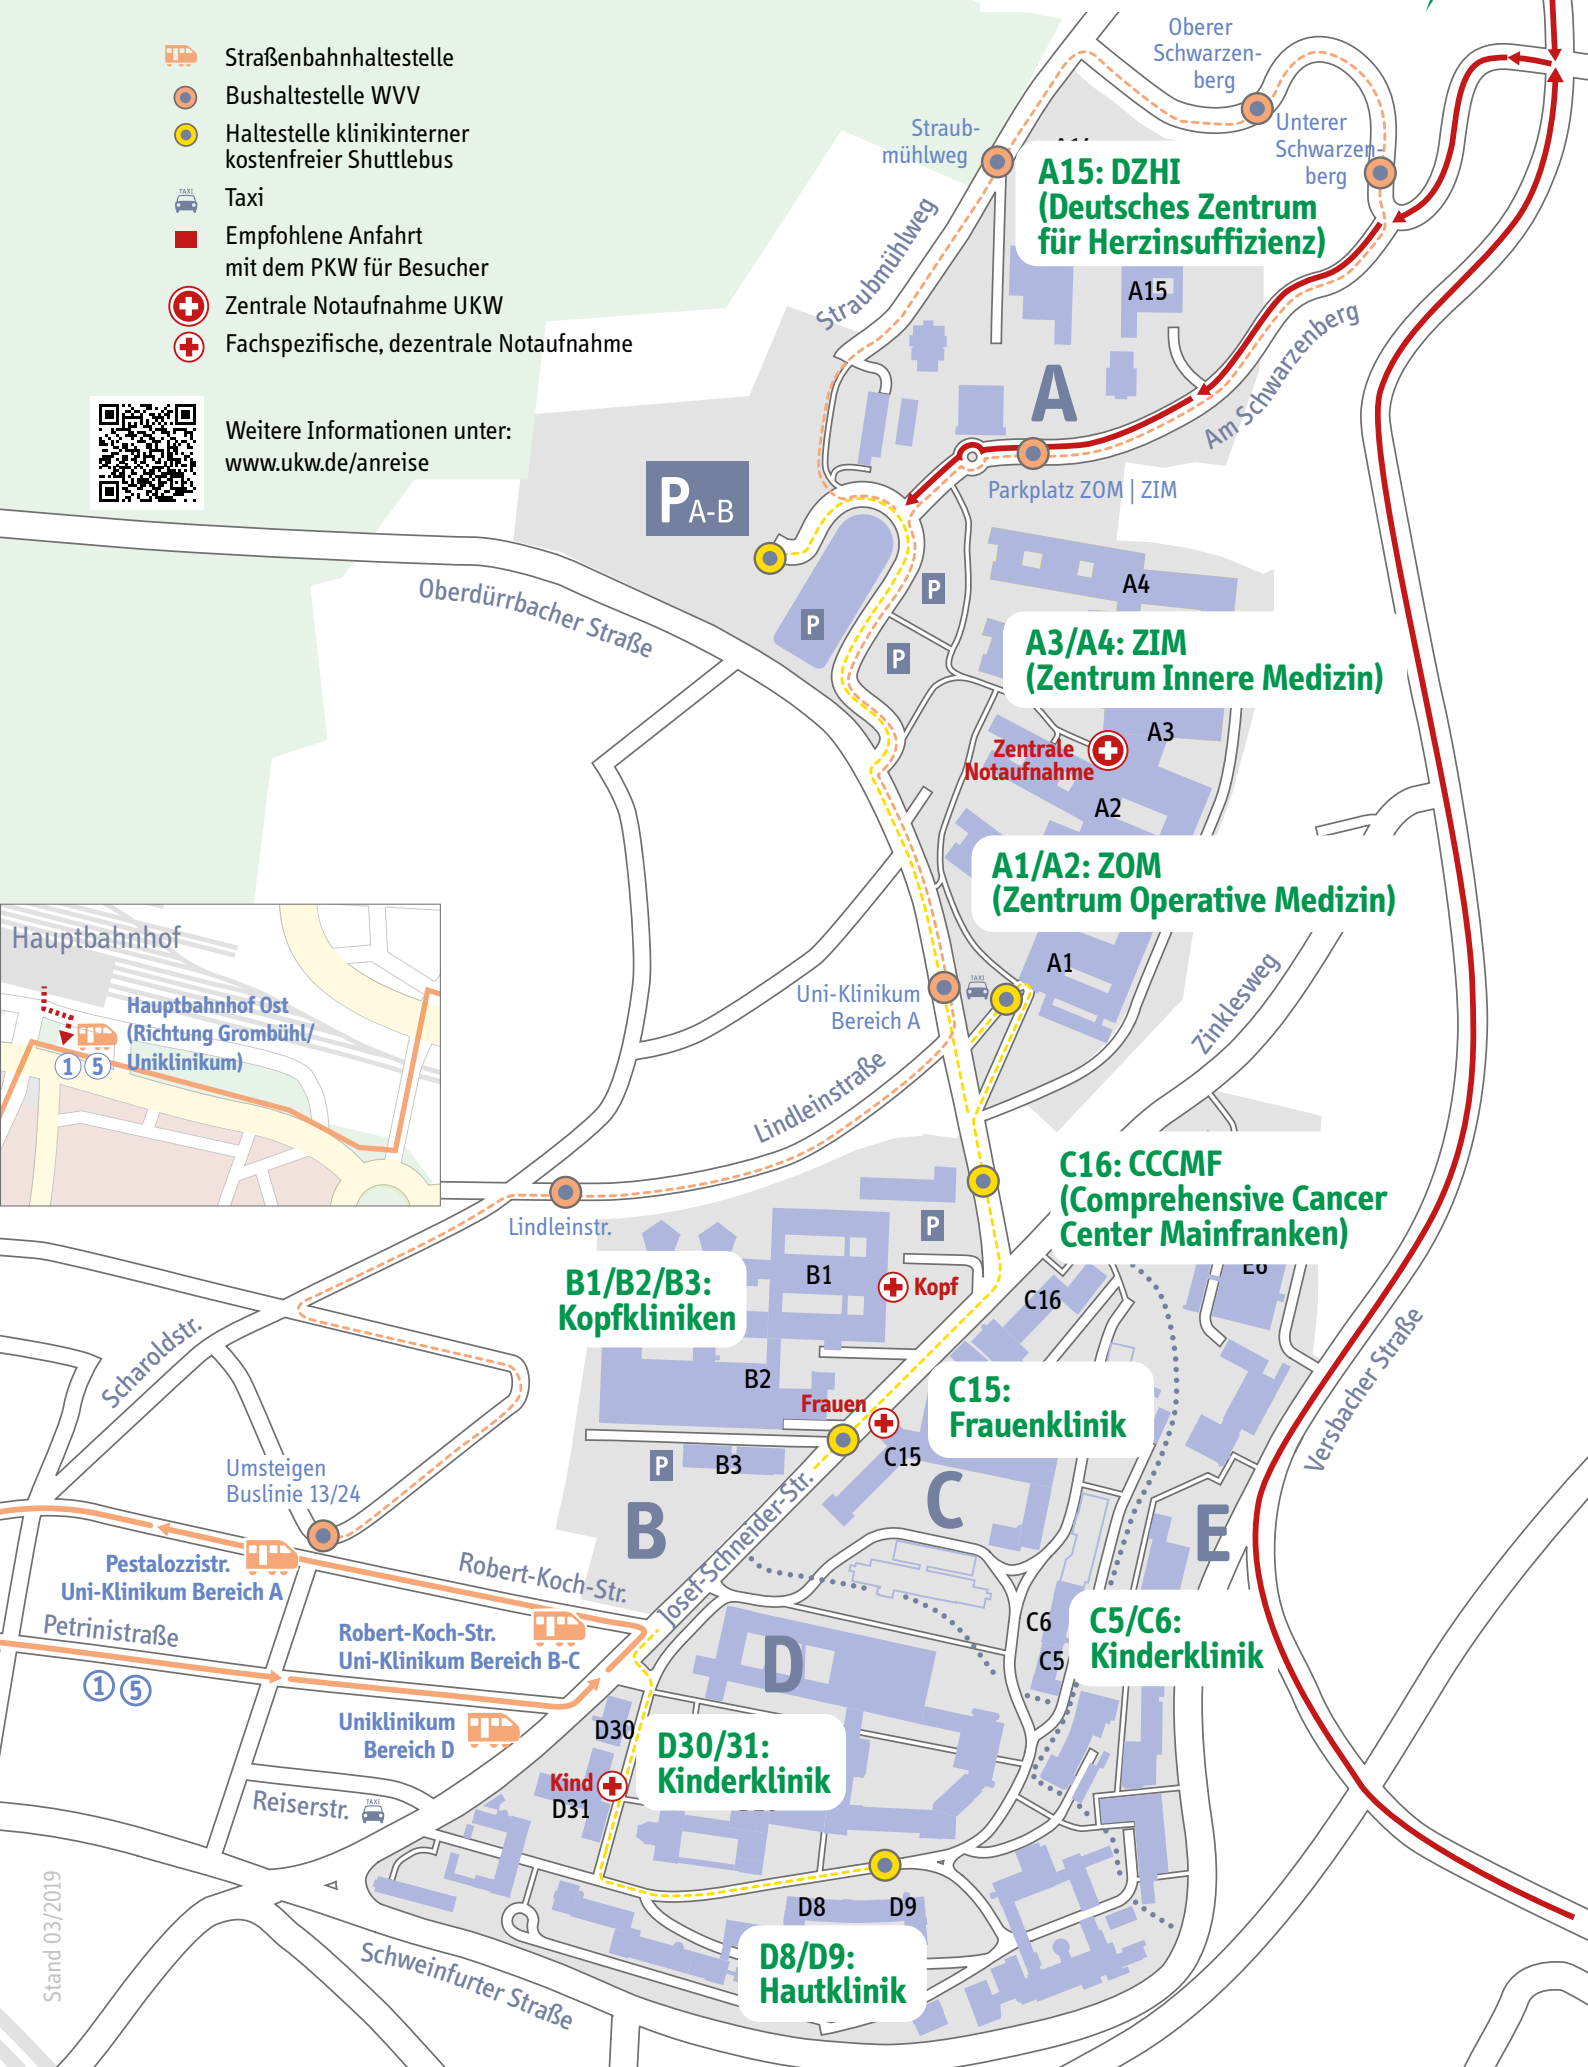 Straßenbahnhaltestelle
Bushaltestelle WVV
Haltestelle klinikinterner
kostenfreier Shuttlebus
TAXI
Taxi
Empfohlene Anfahrt
mit dem PKW für Besucher
Zentrale Notaufnahme UKW
Fachspezifische, dezentrale Notaufnahme
Weitere Informationen unter:
www.ukw.de/anreise
Oberer
Schwarzen-
berg
Unterer
Schwarzen-
berg
Straub-
mühlweg
A15: DZHI
(Deutsches Zentrum
für Herzinsuffizienz)
A15
Straubmühlweg
A
Am Schwarzenberg
PA-B
Parkplatz ZOM | ZIM
Oberdürrbacher Straße
P
P
P
A4
A3/A4: ZIM
(Zentrum Innere Medizin)
A3
Zentrale
Notaufnahme
A2
A1/A2: ZOM
(Zentrum Operative Medizin)
A1
Hauptbahnhof
Hauptbahnhof Ost
(Richtung Grombühl/
Uniklinikum)
1 5
Uni-Klinikum
Bereich A
TAXI
Zinklesweg
Lindleinstraße
Lindleinstr.
C16: CCCMF
(Comprehensive Cancer
Center Mainfranken)
E6
P
B1/B2/B3:
Kopfkliniken
B1
Kopf
C16
B2
Frauen
C15:
Frauenklinik
C15
B3
P
B
C
E
Scharoldstr.
Versbacher Straße
Umsteigen
Buslinie 13/24
Josef-Schneider-Str.
Pestalozzistr.
Uni-Klinikum Bereich A
Robert-Koch-Str.
Petrinistraße
Robert-Koch-Str.
Uni-Klinikum Bereich B-C
1 5
C6
C5
C5/C6:
Kinderklinik
D
Uniklinikum
Bereich D
D30
D30/31:
Kinderklinik
Kind
D31
Reiserstr.
TAXI
D8
D9
D8/D9:
Hautklinik
Schweinfurter Straße
Stand 03/2019